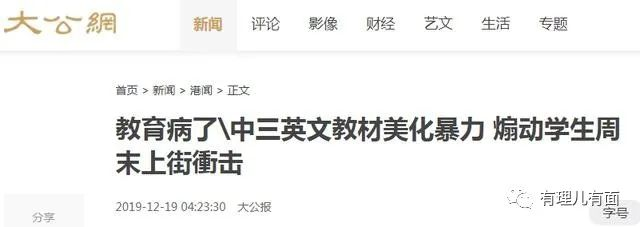 大公網
新闻 评论 影像 财经 艺文 生活 专题
首页 > 新闻 > 港闻 > 正文
教育病了\中三英文教材美化暴力 煽动学生周
末上街衝击
2019-12-19 04:23:30 大公报
有理儿有面
分享
字号